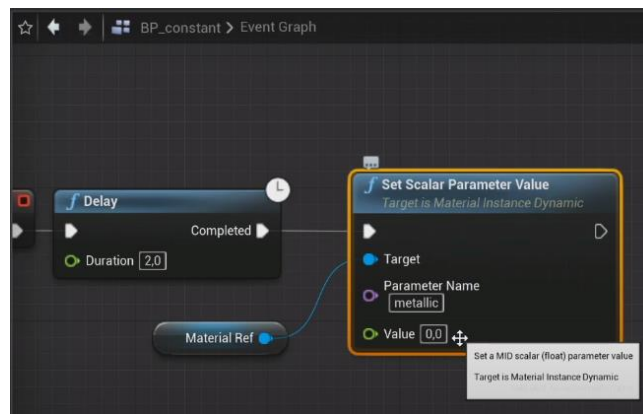 BP_constant > Event Graph
f Delay
Completed
Duration 2,0
Material Ref
f Set Scalar Parameter Value
Target is Material Instance Dynamic
Target
Parameter Name
metallic
Value 0,0
Set a MID scalar (float) parameter value
Target is Material Instance Dynamic